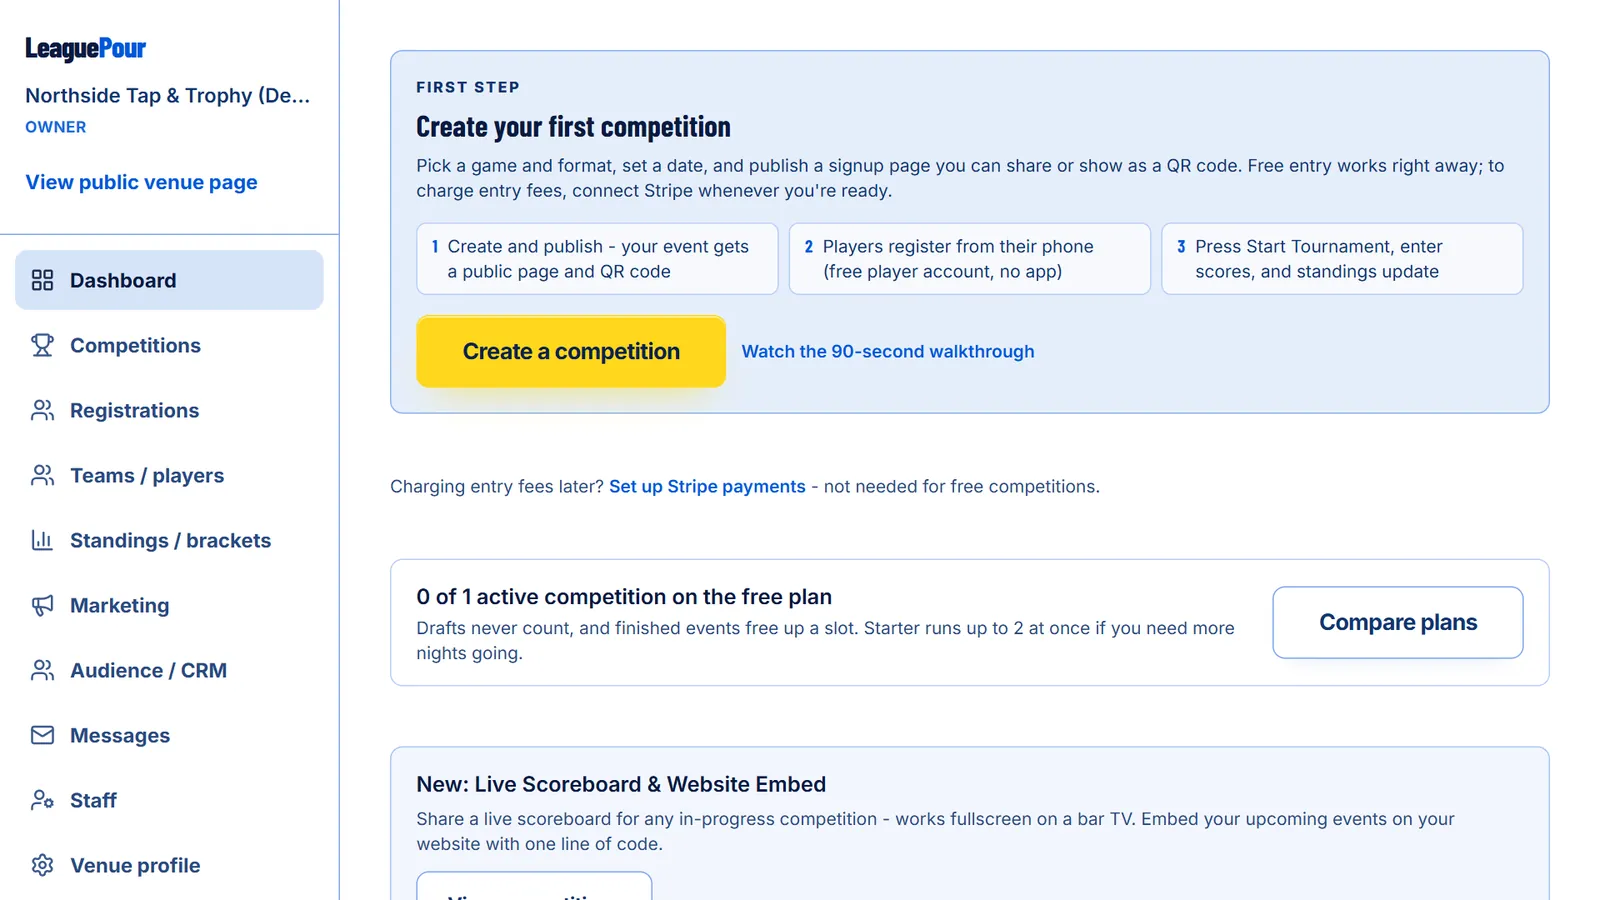 LeaguePour
Northside Tap & Trophy (De...
OWNER
View public venue page
Dashboard
Competitions
Registrations
Teams / players
Standings / brackets
Marketing
Audience / CRM
Messages
Staff
Venue profile
FIRST STEP
Create your first competition
Pick a game and format, set a date, and publish a signup page you can share or show as a QR code. Free entry works right away; to
charge entry fees, connect Stripe whenever you're ready.
1 Create and publish - your event gets
a public page and QR code
2 Players register from their phone
(free player account, no app)
3 Press Start Tournament, enter
scores, and standings update
Create a competition
Watch the 90-second walkthrough
Charging entry fees later? Set up Stripe payments - not needed for free competitions.
0 of 1 active competition on the free plan
Drafts never count, and finished events free up a slot. Starter runs up to 2 at once if you need more
nights going.
Compare plans
New: Live Scoreboard & Website Embed
Share a live scoreboard for any in-progress competition - works fullscreen on a bar TV. Embed your upcoming events on your
website with one line of code.